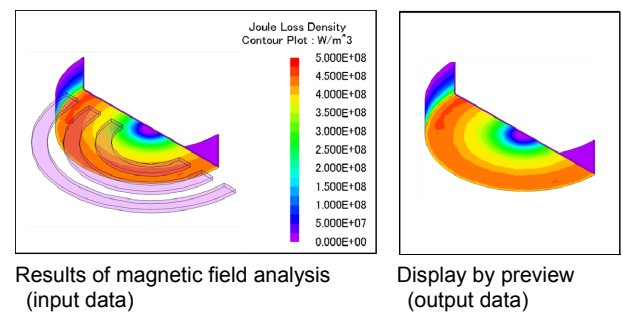 Joule Loss Density
Contour Plot : W/m^3
5.000E+08
4.500E+08
4.000E+08
3.500E+08
3.000E+08
2.500E+08
2.000E+08
1.500E+08
1.000E+08
5.000E+07
0.000E+00
Results of magnetic field analysis
(input data)
Display by preview
(output data)